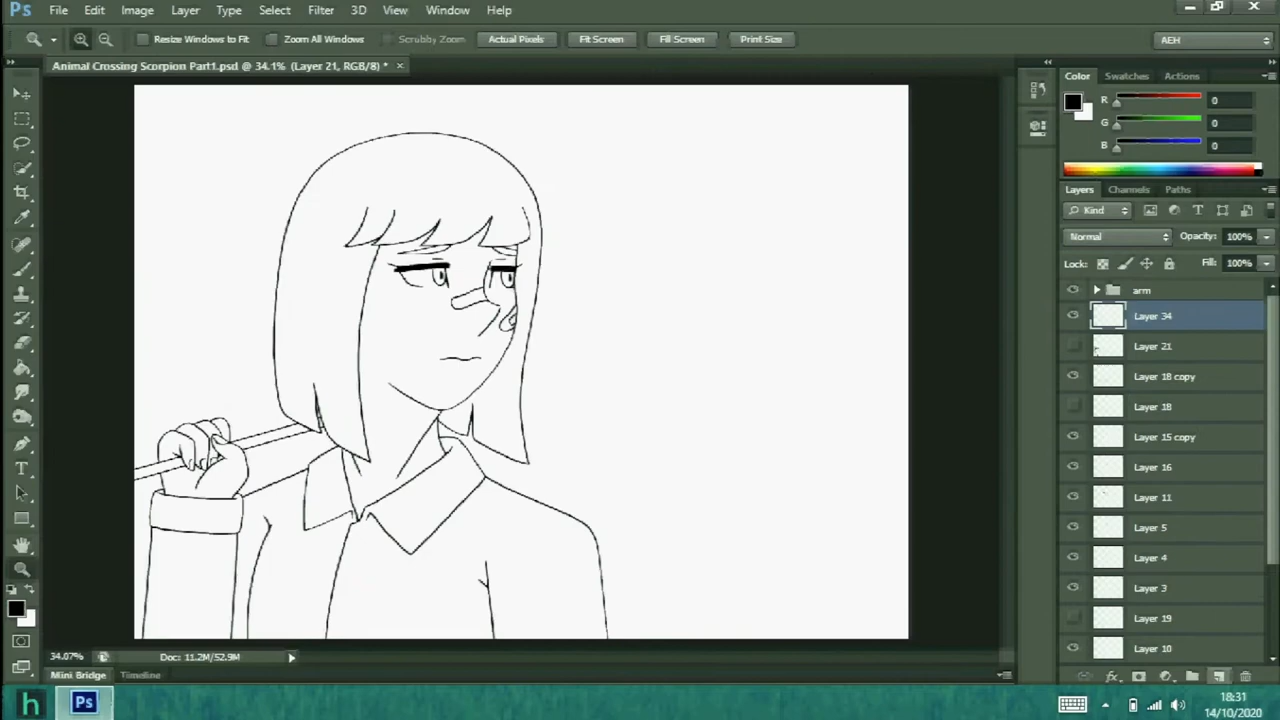 Ps File Edit Image Layer Type Select Filter 3D View Window Help
Resize Windows to Fit Zoom All Windows Scrubby Zoom Actual Pixels Fit Screen Fill Screen Print Size AEH
Animal Crossing Scorpion Part1.psd @ 34.1% (Layer 21, RGB/8) *
Color Swatches Actions
R 0
G 0
B 0
Layers Channels Paths
Kind T
Normal Opacity: 100%
Lock: Fill: 100%
arm
Layer 34
Layer 21
Layer 18 copy
Layer 18
Layer 15 copy
Layer 16
Layer 11
Layer 5
Layer 4
Layer 3
Layer 19
Layer 10
T
34.07% Doc: 11.2M/52.9M
fx
Mini Bridge Timeline
h Ps
18:31
14/10/2020